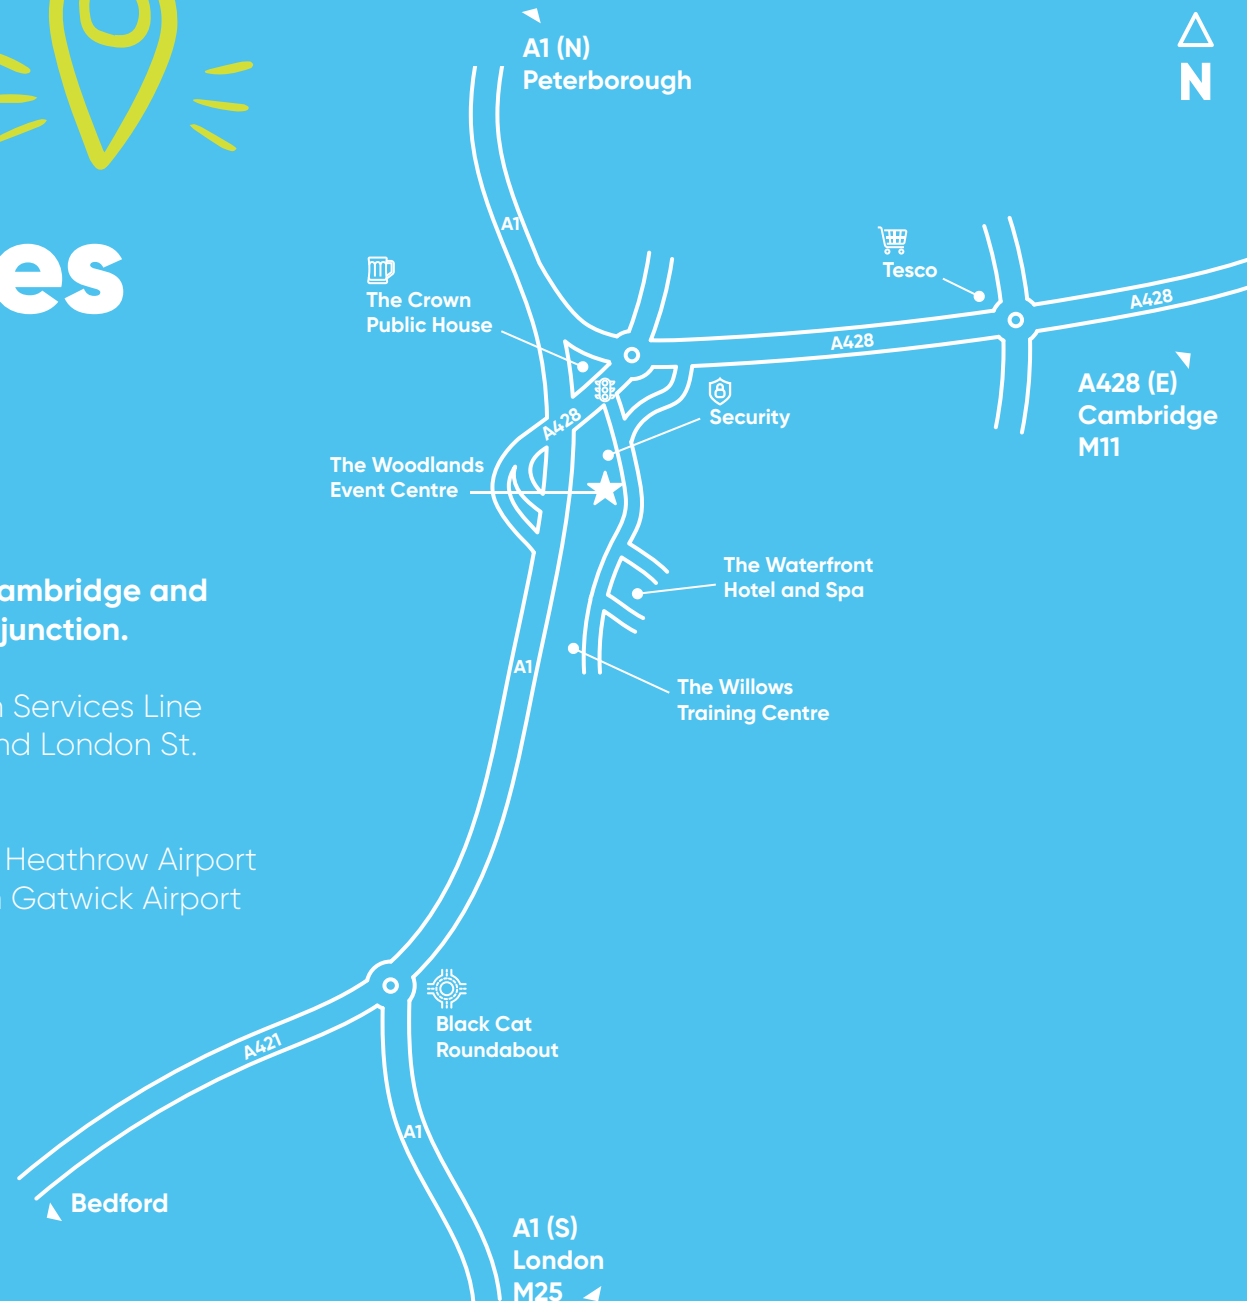 A1 (N)
Peterborough
N
A1
Tesco
A428
The Crown
Public House
A428
A428 (E)
Cambridge
M11
Security
A428
The Woodlands
Event Centre
es
ambridge and
junction.
The Waterfront
Hotel and Spa
A1
The Willows
Training Centre
n Services Line
nd London St.
Heathrow Airport
n Gatwick Airport
Black Cat
Roundabout
A421
A1
Bedford
A1 (S)
London
M25